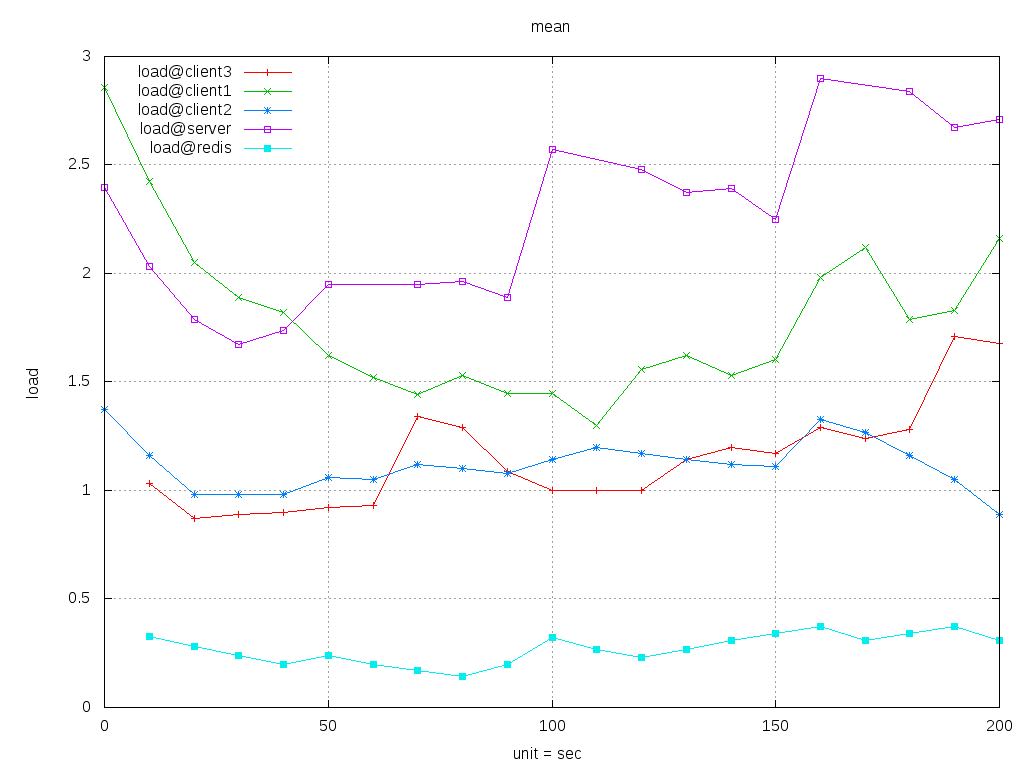 mean
3
2.5
2
1.5
1
0.5
0
load
load@client3
load@client1
load@client2
load@server
load@redis
0 50 100 150 200
unit = sec